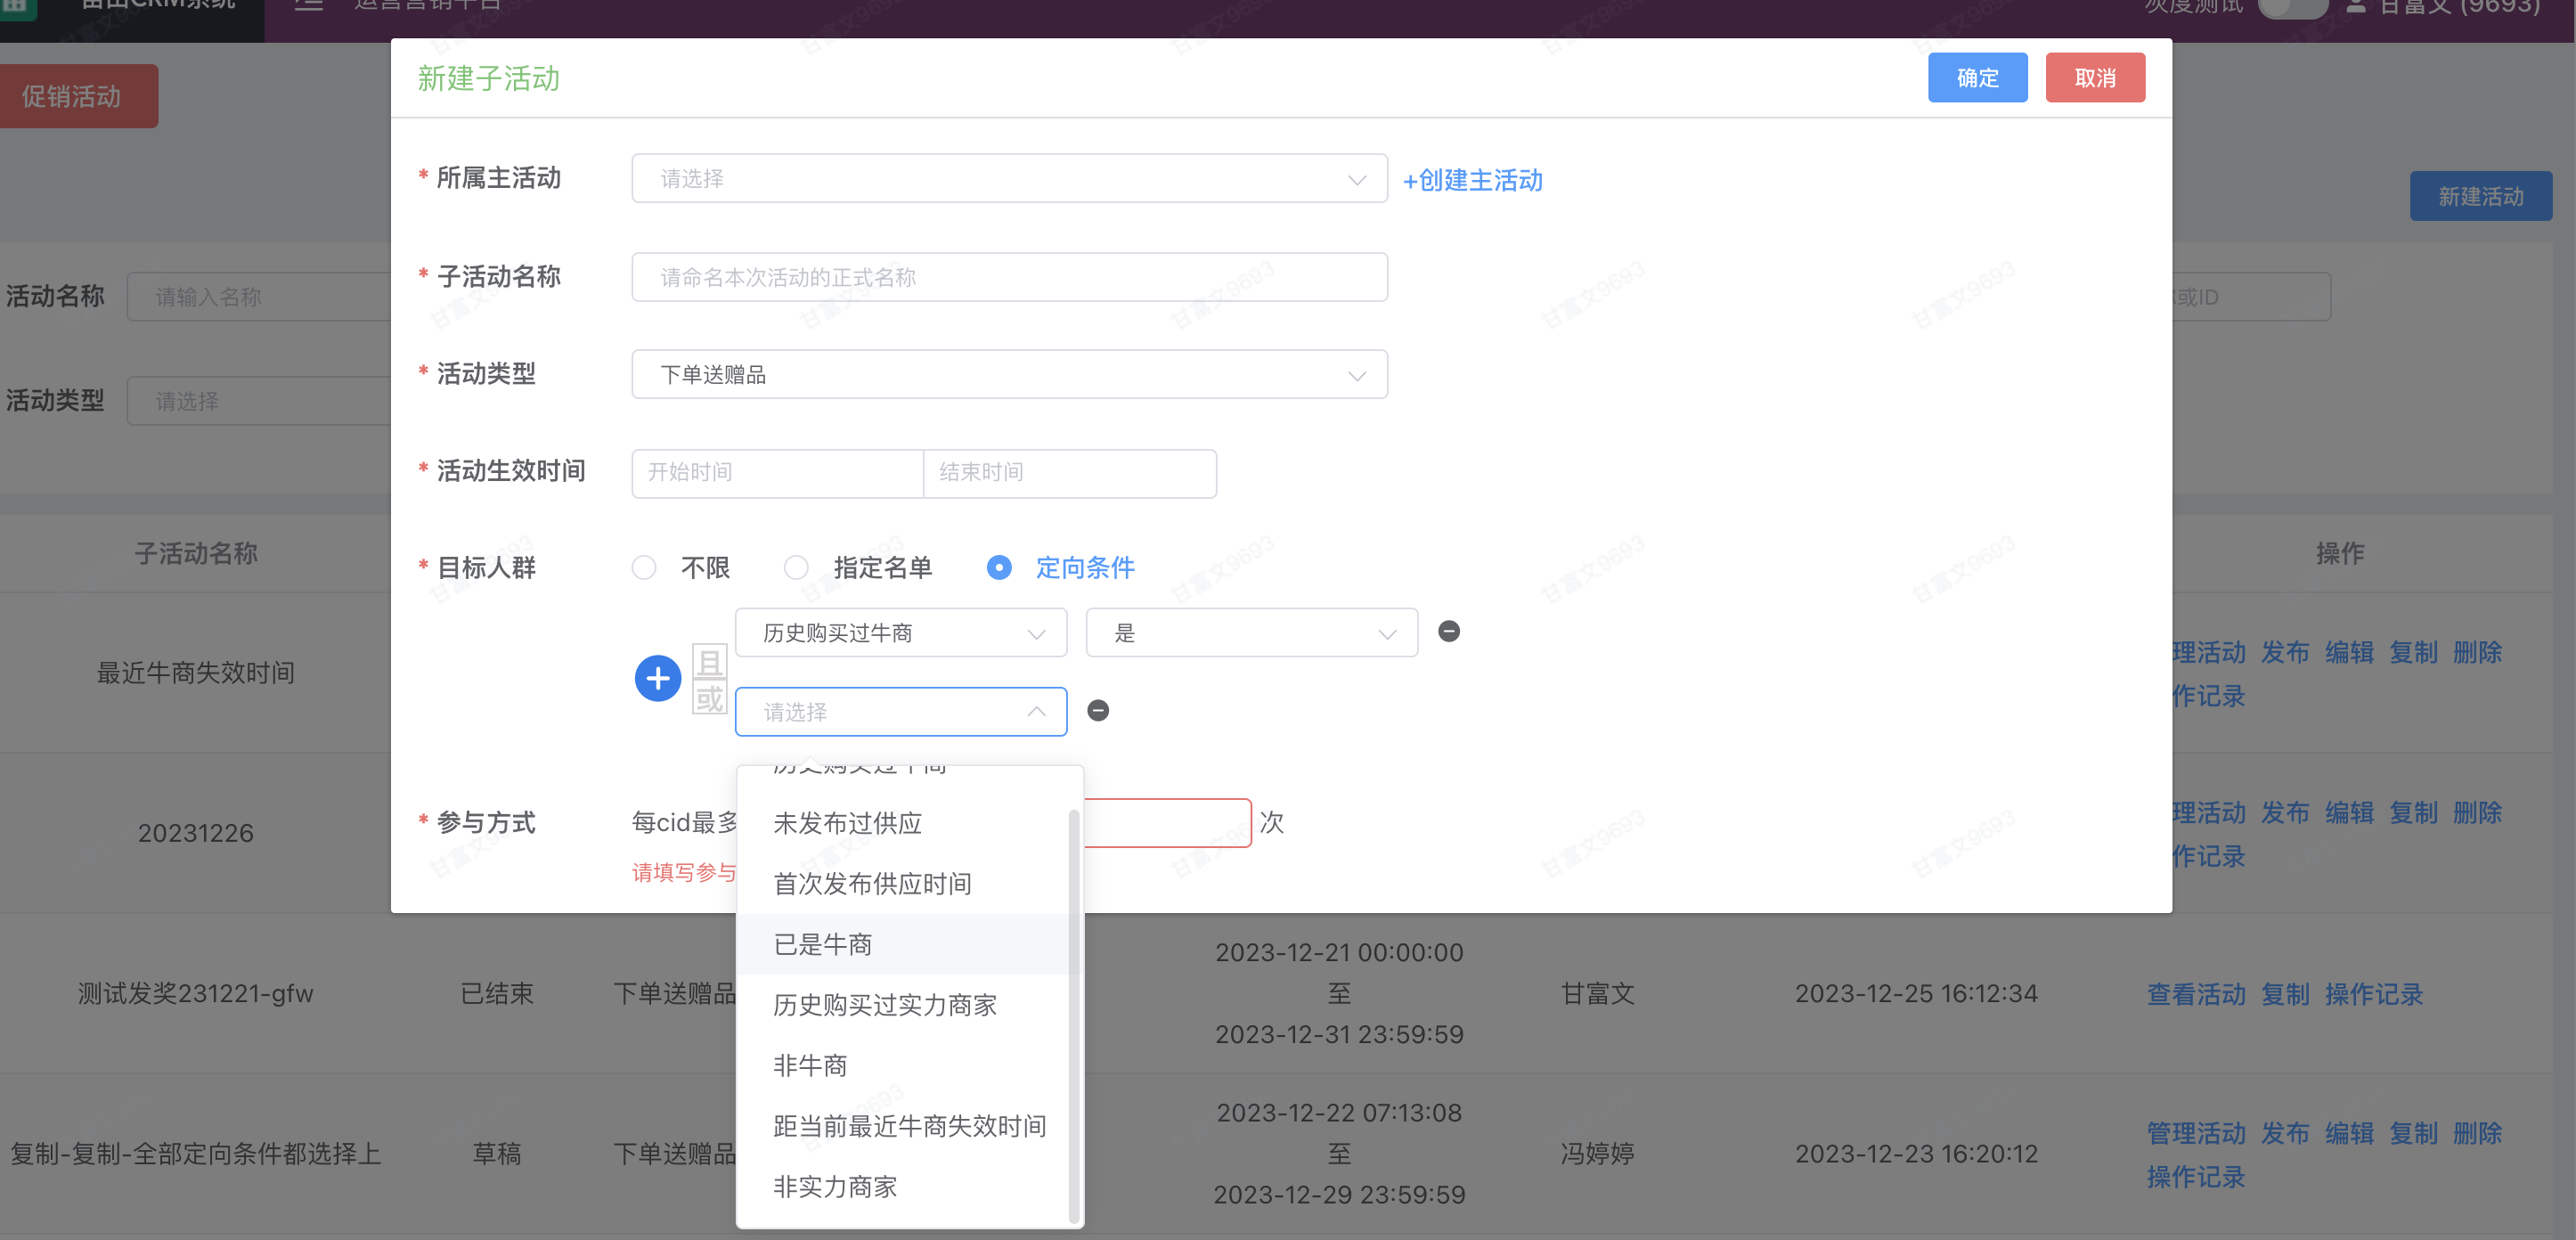 运营营销平台
灰度测试
甘富文 (9693)
促销活动
新建子活动
确定
取消
* 所属主活动
请选择
+创建主活动
新建活动
* 子活动名称
请命名本次活动的正式名称
活动名称
请输入名称
或ID
* 活动类型
下单送赠品
活动类型
请选择
* 活动生效时间
开始时间
结束时间
子活动名称
操作
* 目标人群
不限
指定名单
定向条件
历史购买过牛商
是
且
或
请选择
最近牛商失效时间
理活动 发布 编辑 复制 删除
作记录
历史购买过牛商
* 参与方式
每cid最多
次
请填写参与
未发布过供应
首次发布供应时间
已是牛商
历史购买过实力商家
非牛商
距当前最近牛商失效时间
非实力商家
20231226
理活动 发布 编辑 复制 删除
作记录
测试发奖231221-gfw
已结束
下单送赠品
2023-12-21 00:00:00
至
2023-12-31 23:59:59
甘富文
2023-12-25 16:12:34
查看活动 复制 操作记录
复制-复制-全部定向条件都选择上
草稿
下单送赠品
2023-12-22 07:13:08
至
2023-12-29 23:59:59
冯婷婷
2023-12-23 16:20:12
管理活动 发布 编辑 复制 删除
操作记录
甘富文9693